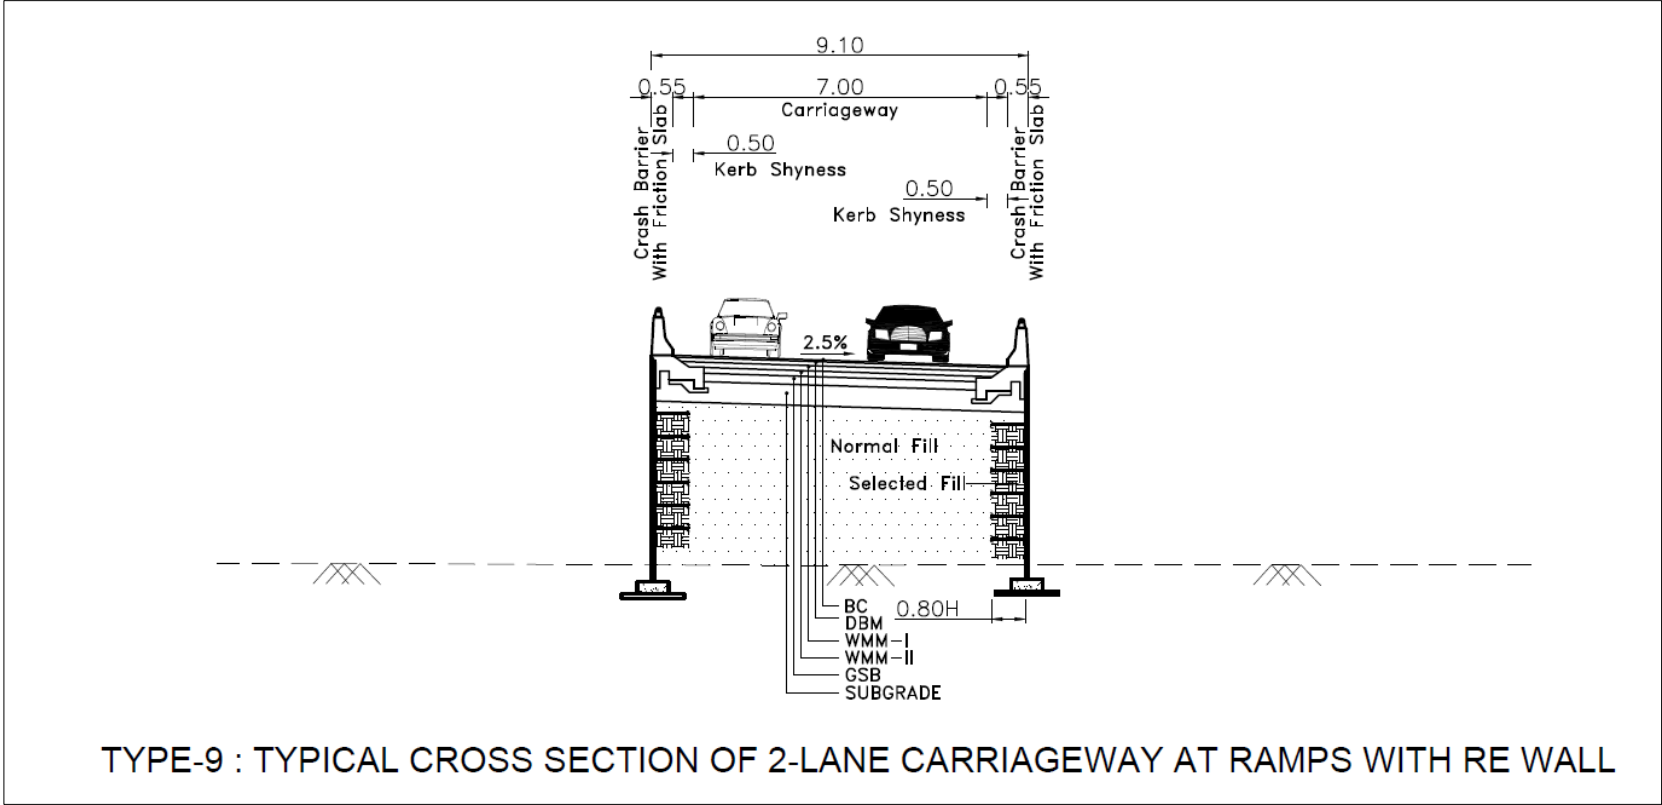 9.10
0.55
7.00
0.55
Carriageway
Crash Barrier
With Friction Slab
0.50
Kerb Shyness
0.50
Kerb Shyness
Crash Barrier
With Friction Slab
2.5%
Normal Fill
Selected Fill
0.80H
BC
DBM
WMM-I
WMM-II
GSB
SUBGRADE
TYPE-9 : TYPICAL CROSS SECTION OF 2-LANE CARRIAGEWAY AT RAMPS WITH RE WALL